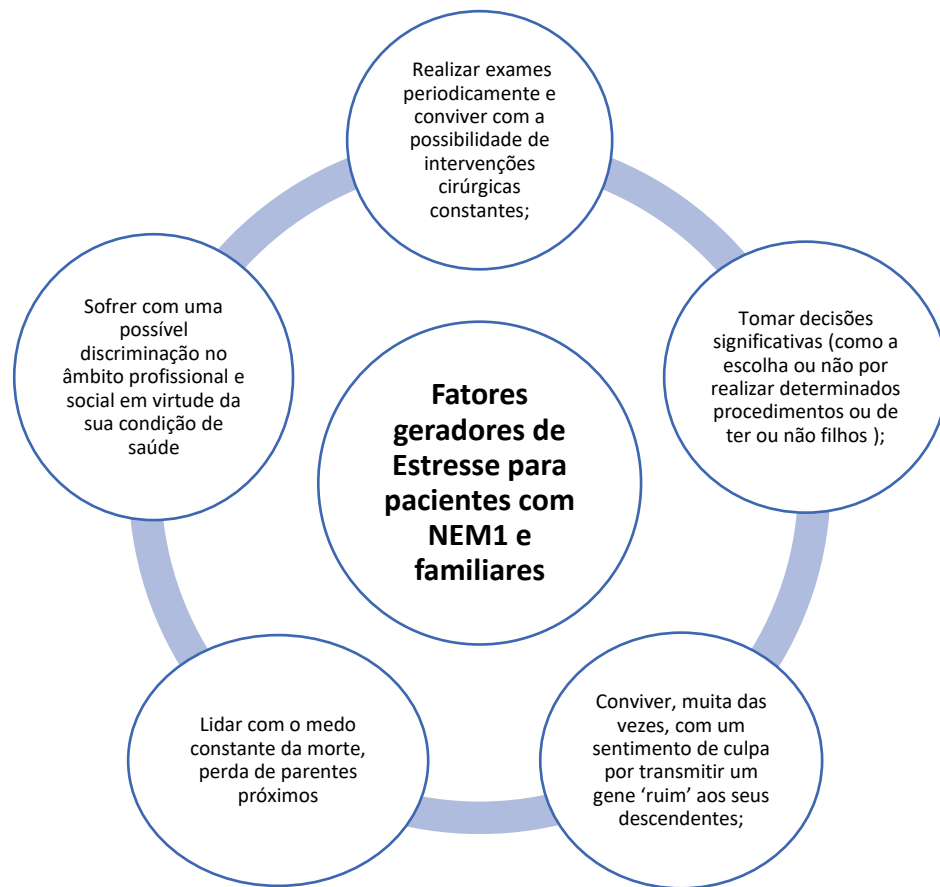 Realizar exames
periodicamente e
conviver com a
possibilidade de
intervenções
cirúrgicas
constantes;
Tomar decisões
significativas (como a
escolha ou não por
realizar determinados
procedimentos ou de
ter ou não filhos );
Conviver, muita das
vezes, com um
sentimento de culpa
por transmitir um
gene ‘ruim’ aos seus
descendentes;
Lidar com o medo
constante da morte,
perda de parentes
próximos
Sofrer com uma
possível
discriminação no
âmbito profissional e
social em virtude da
sua condição de
saúde
Fatores
geradores de
Estresse para
pacientes com
NEM1 e
familiares